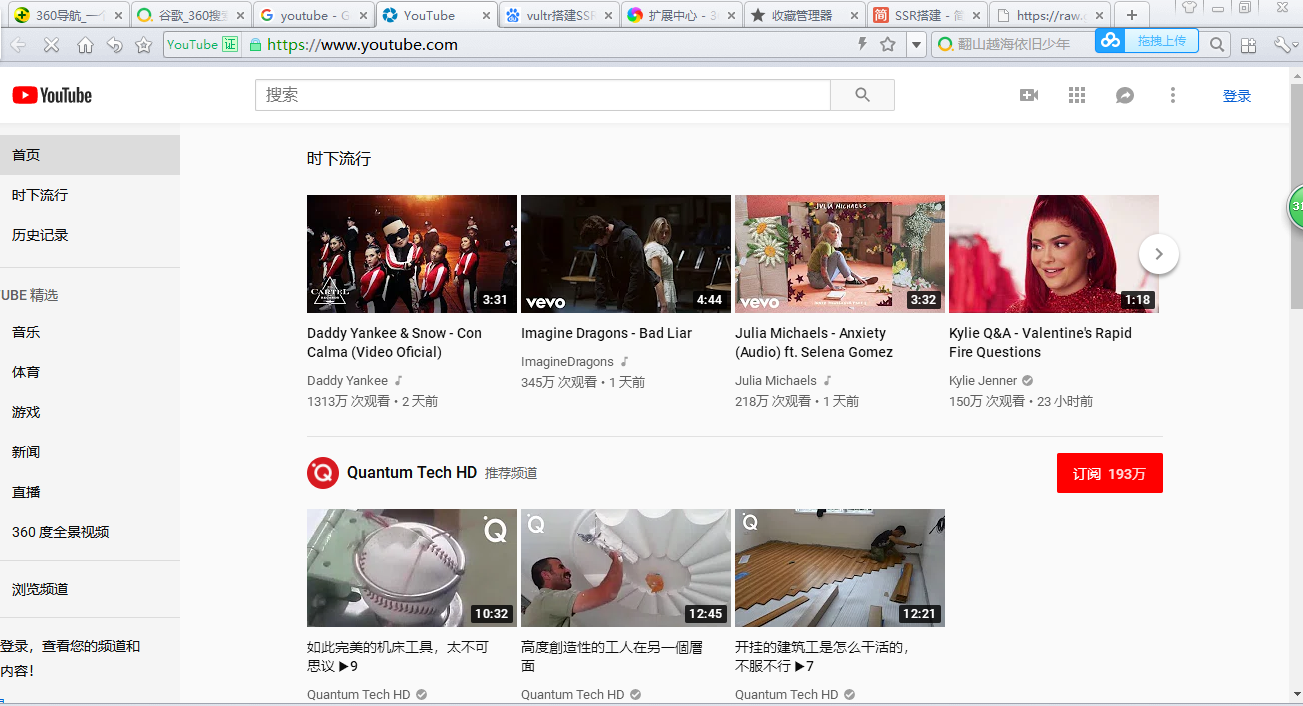 360导航_一个
谷歌_360搜索
youtube - G
YouTube
vultr搭建SSR
扩展中心 - 36
收藏管理器
简 SSR搭建 - 简
https://raw.g
YouTube 证 https://www.youtube.com
翻山越海依旧少年
拖拽上传
YouTube
搜索
登录
首页
时下流行
历史记录
UBE 精选
音乐
体育
游戏
新闻
直播
360 度全景视频
浏览频道
登录，查看您的频道和
内容！
时下流行
CARTEL
3:31
vevo
4:44
JULIA MICHAELS
vevo
3:32
1:18
31
Daddy Yankee & Snow - Con
Calma (Video Oficial)
Daddy Yankee
1313万 次观看 • 2 天前
Imagine Dragons - Bad Liar
ImagineDragons
345万 次观看 • 1 天前
Julia Michaels - Anxiety
(Audio) ft. Selena Gomez
Julia Michaels
218万 次观看 • 1 天前
Kylie Q&A - Valentine's Rapid
Fire Questions
Kylie Jenner
150万 次观看 • 23 小时前
Quantum Tech HD 推荐频道
订阅 193万
10:32
12:45
12:21
如此完美的机床工具，太不可
思议 ▶9
Quantum Tech HD
高度創造性的工人在另一個層
面
Quantum Tech HD
开挂的建筑工是怎么干活的，
不服不行 ▶7
Quantum Tech HD